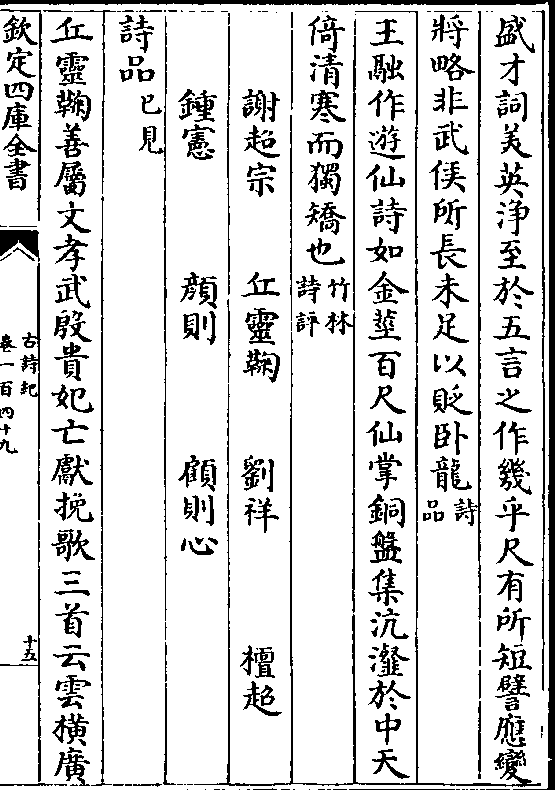 盛才詞美英淨至於五言之作幾乎尺有所短譬應變
將略非武侯所長未足以貶卧龍詩品
王融作遊仙詩如金莖百尺仙掌銅盤集沆瀣於中天
倚清寒而獨矯也竹林詩評
謝超宗　丘靈鞠　劉祥　檀超
鍾憲　顔則　顧則心
詩品已見
丘靈鞠善屬文孝武殷貴妃亡獻挽歌三首云雲横廣
欽定四庫全書
古詩紀
卷一百四十九
十五